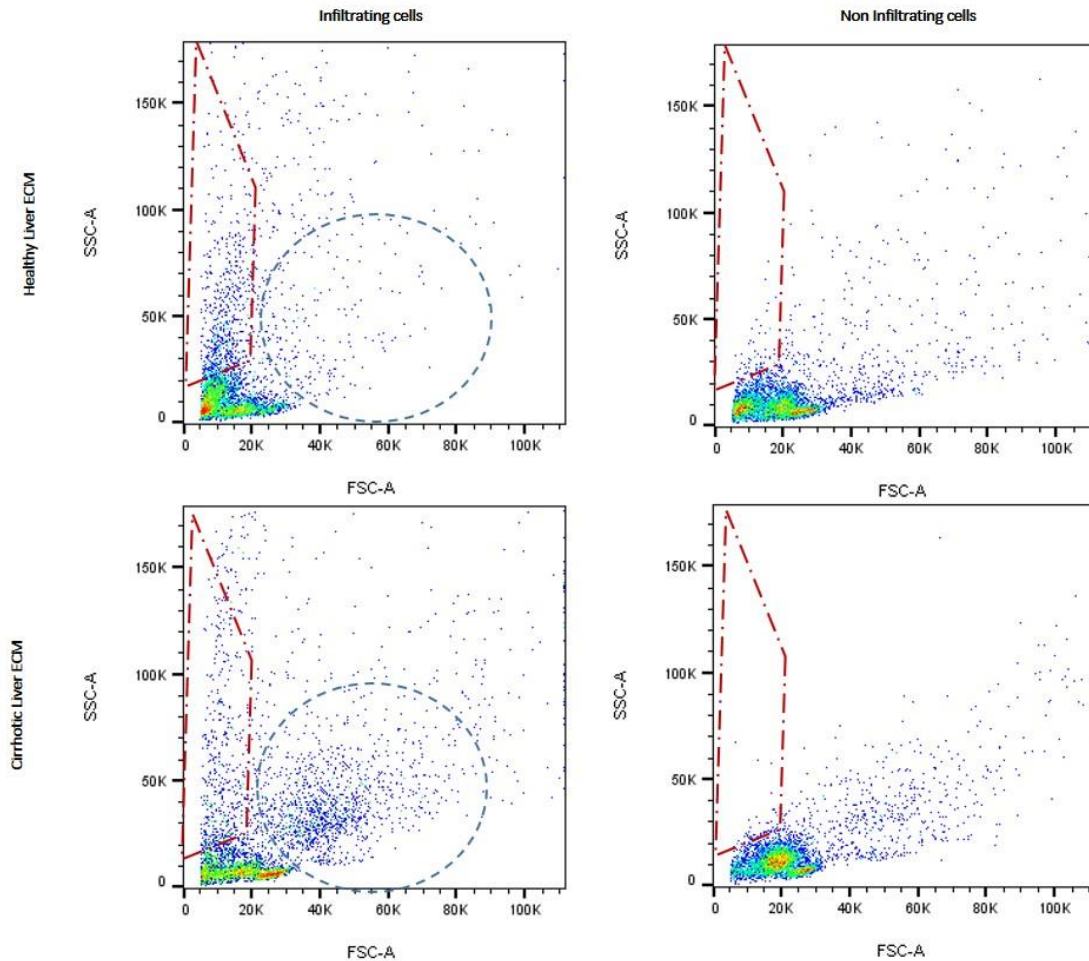 Infiltrating cells
Non Infiltrating cells
Healthy Liver ECM
SSC-A
150K
100K
50K
0
0
20K
40K
60K
80K
100K
FSC-A
SSC-A
150K
100K
50K
0
0
20K
40K
60K
80K
100K
FSC-A
Cirrhotic Liver ECM
SSC-A
150K
100K
50K
0
0
20K
40K
60K
80K
100K
FSC-A
SSC-A
150K
100K
50K
0
0
20K
40K
60K
80K
100K
FSC-A